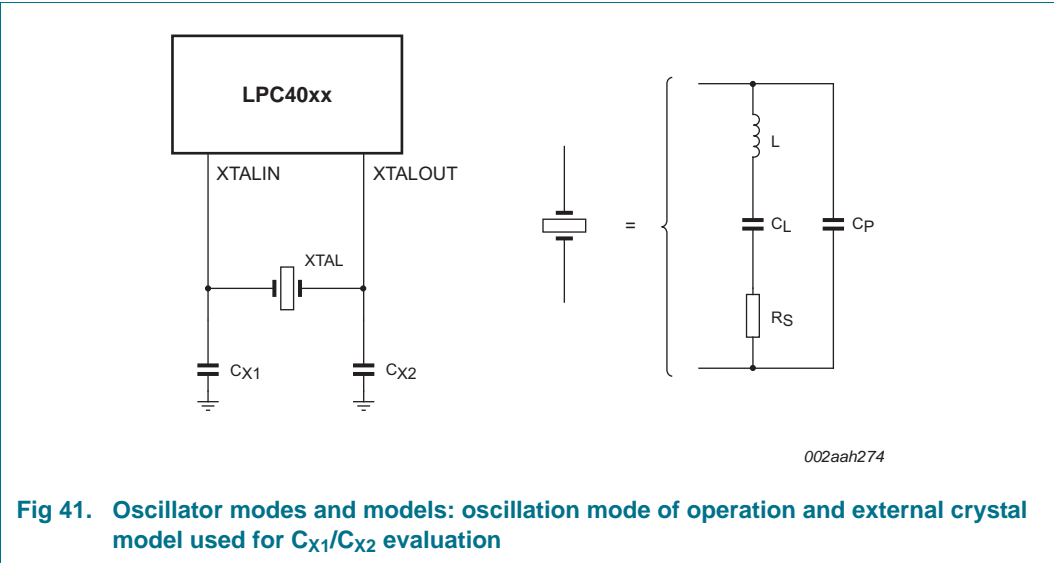 LPC40xx
XTALIN
XTALOUT
XTAL
CX1
CX2
=
L
CL
CP
RS
002aah274
Fig 41. Oscillator modes and models: oscillation mode of operation and external crystal
model used for CX1/CX2 evaluation